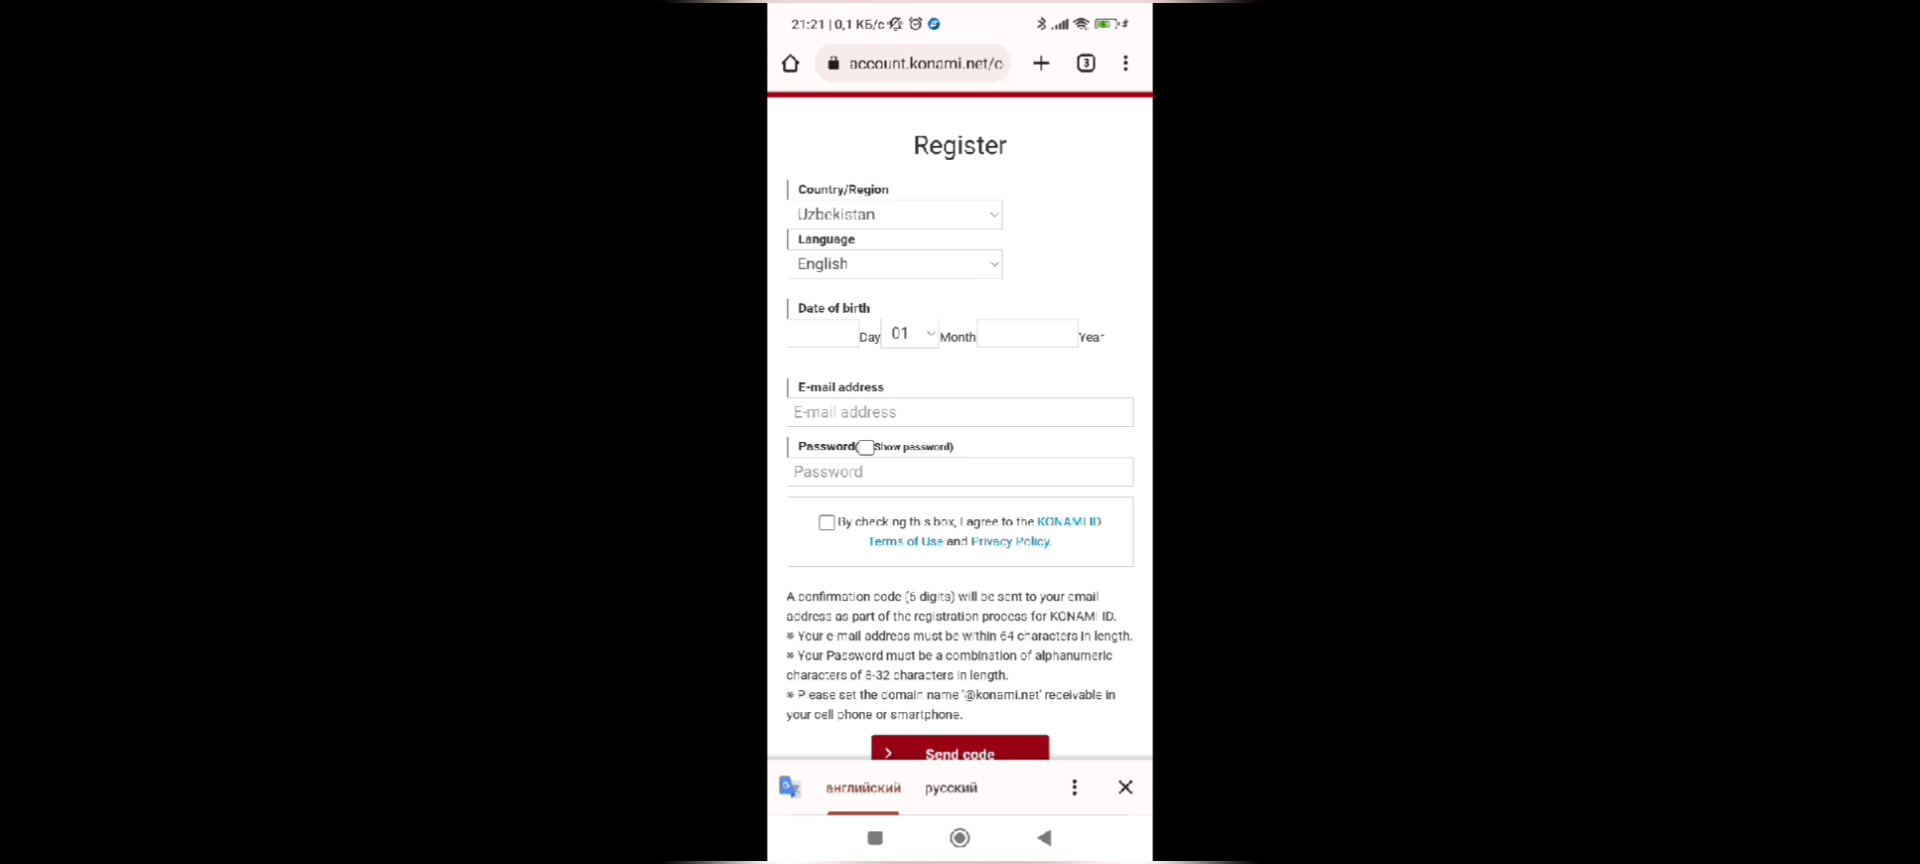 21:21 | 0,1 КБ/с
account.konami.net/c
3
Register
Country/Region
Uzbekistan
Language
English
Date of birth
Day 01 Month Year
E-mail address
E-mail address
Password( Show password)
Password
By checking this box, I agree to the KONAMI ID
Terms of Use and Privacy Policy.
A confirmation code (6 digits) will be sent to your email
address as part of the registration process for KONAMI ID.
※ Your e-mail address must be within 64 characters in length.
※ Your Password must be a combination of alphanumeric
characters of 8-32 characters in length.
※ Please set the domain name '@konami.net' receivable in
your cell phone or smartphone.
Send code
английский русский